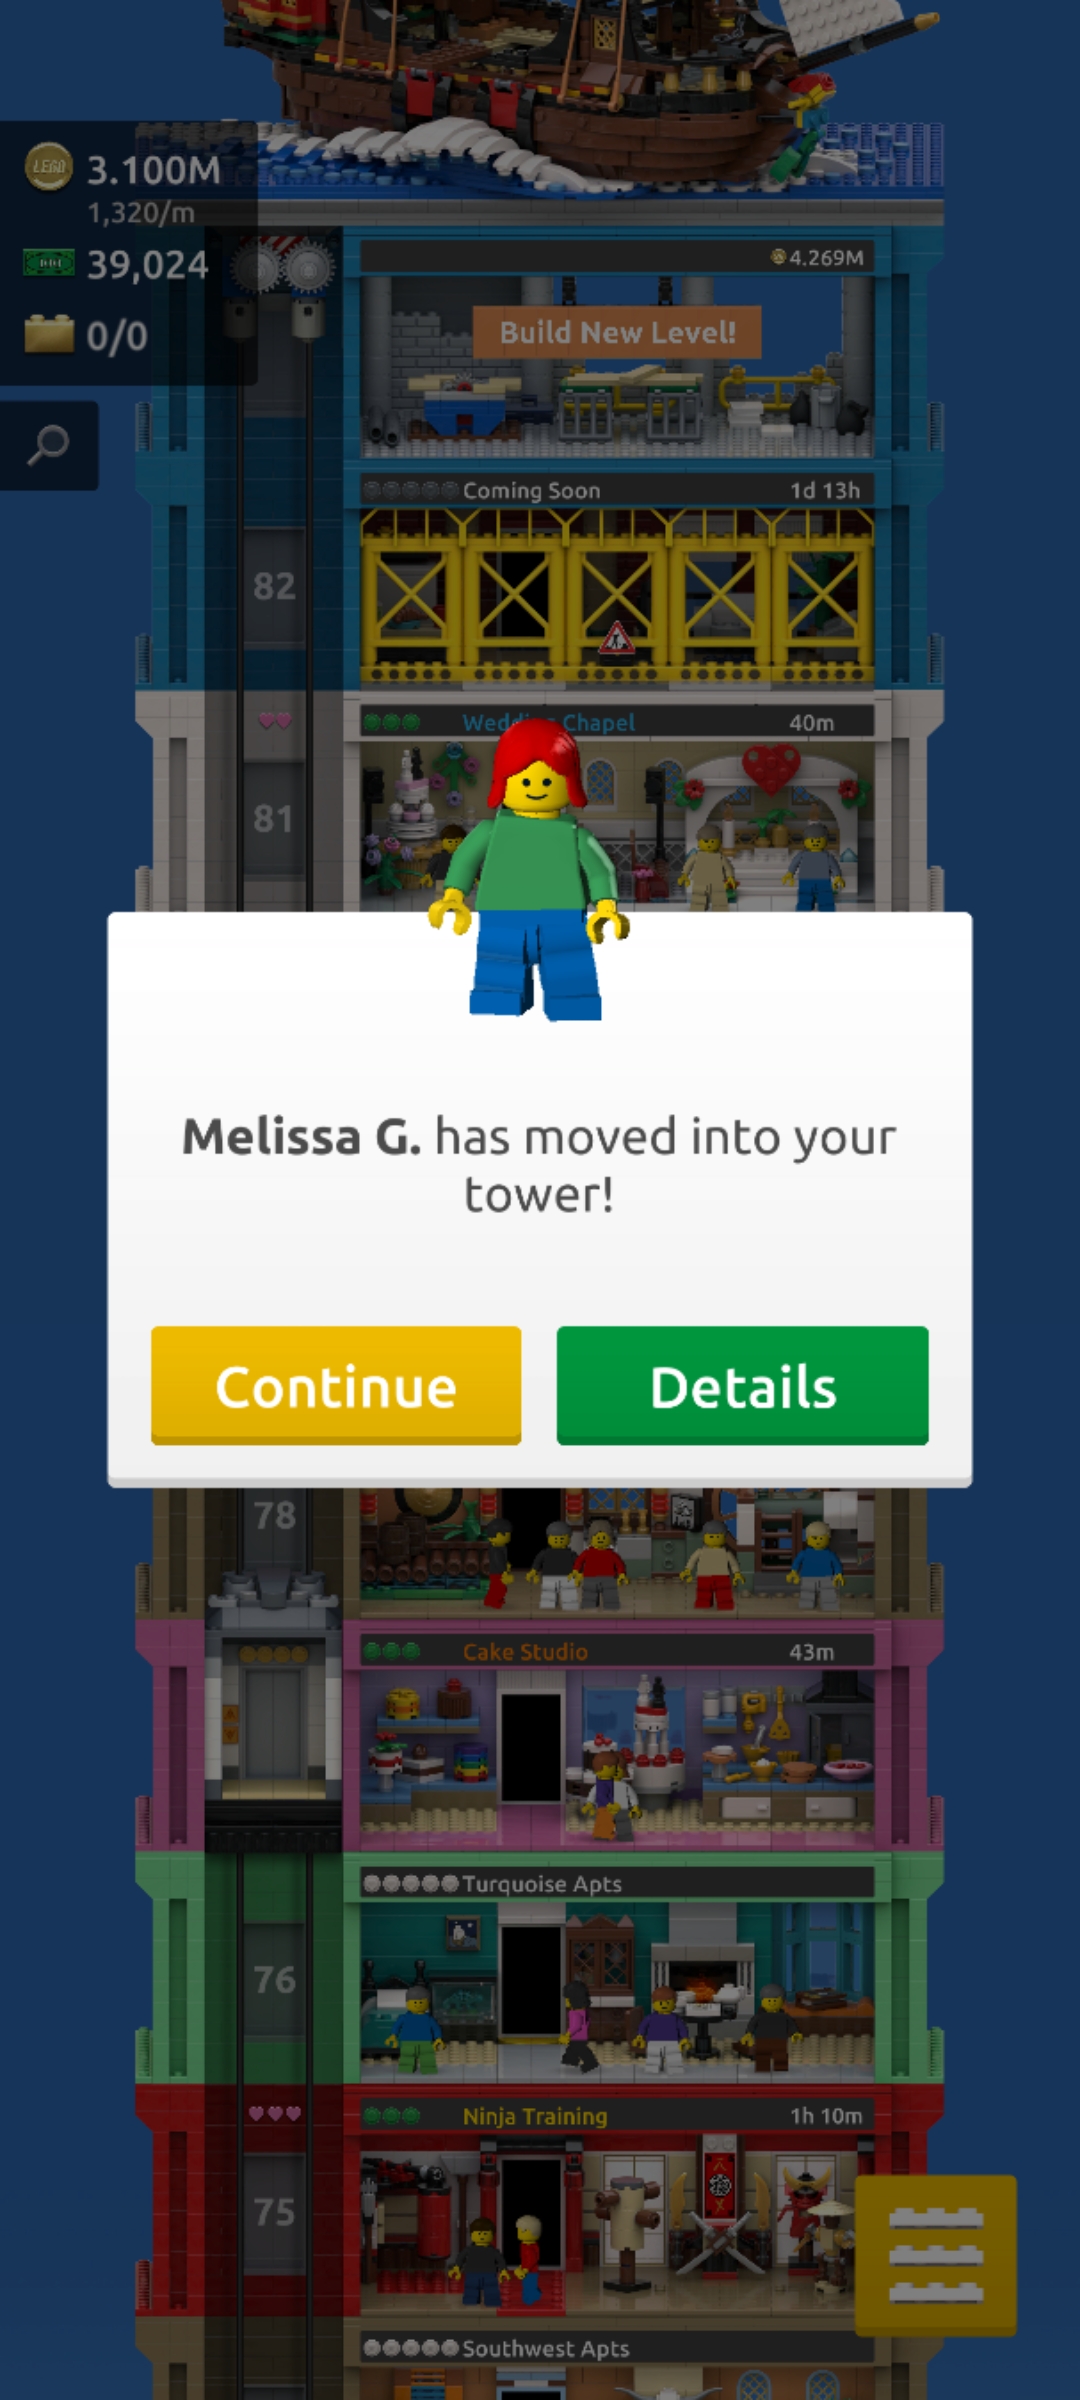 LEGO 3.100M
1,320/m
39,024
0/0
4.269M
Build New Level!
Coming Soon 1d 13h
82
Wedding Chapel 40m
81
Melissa G. has moved into your
tower!
Continue
Details
78
Cake Studio 43m
Turquoise Apts
76
Ninja Training 1h 10m
75
Southwest Apts